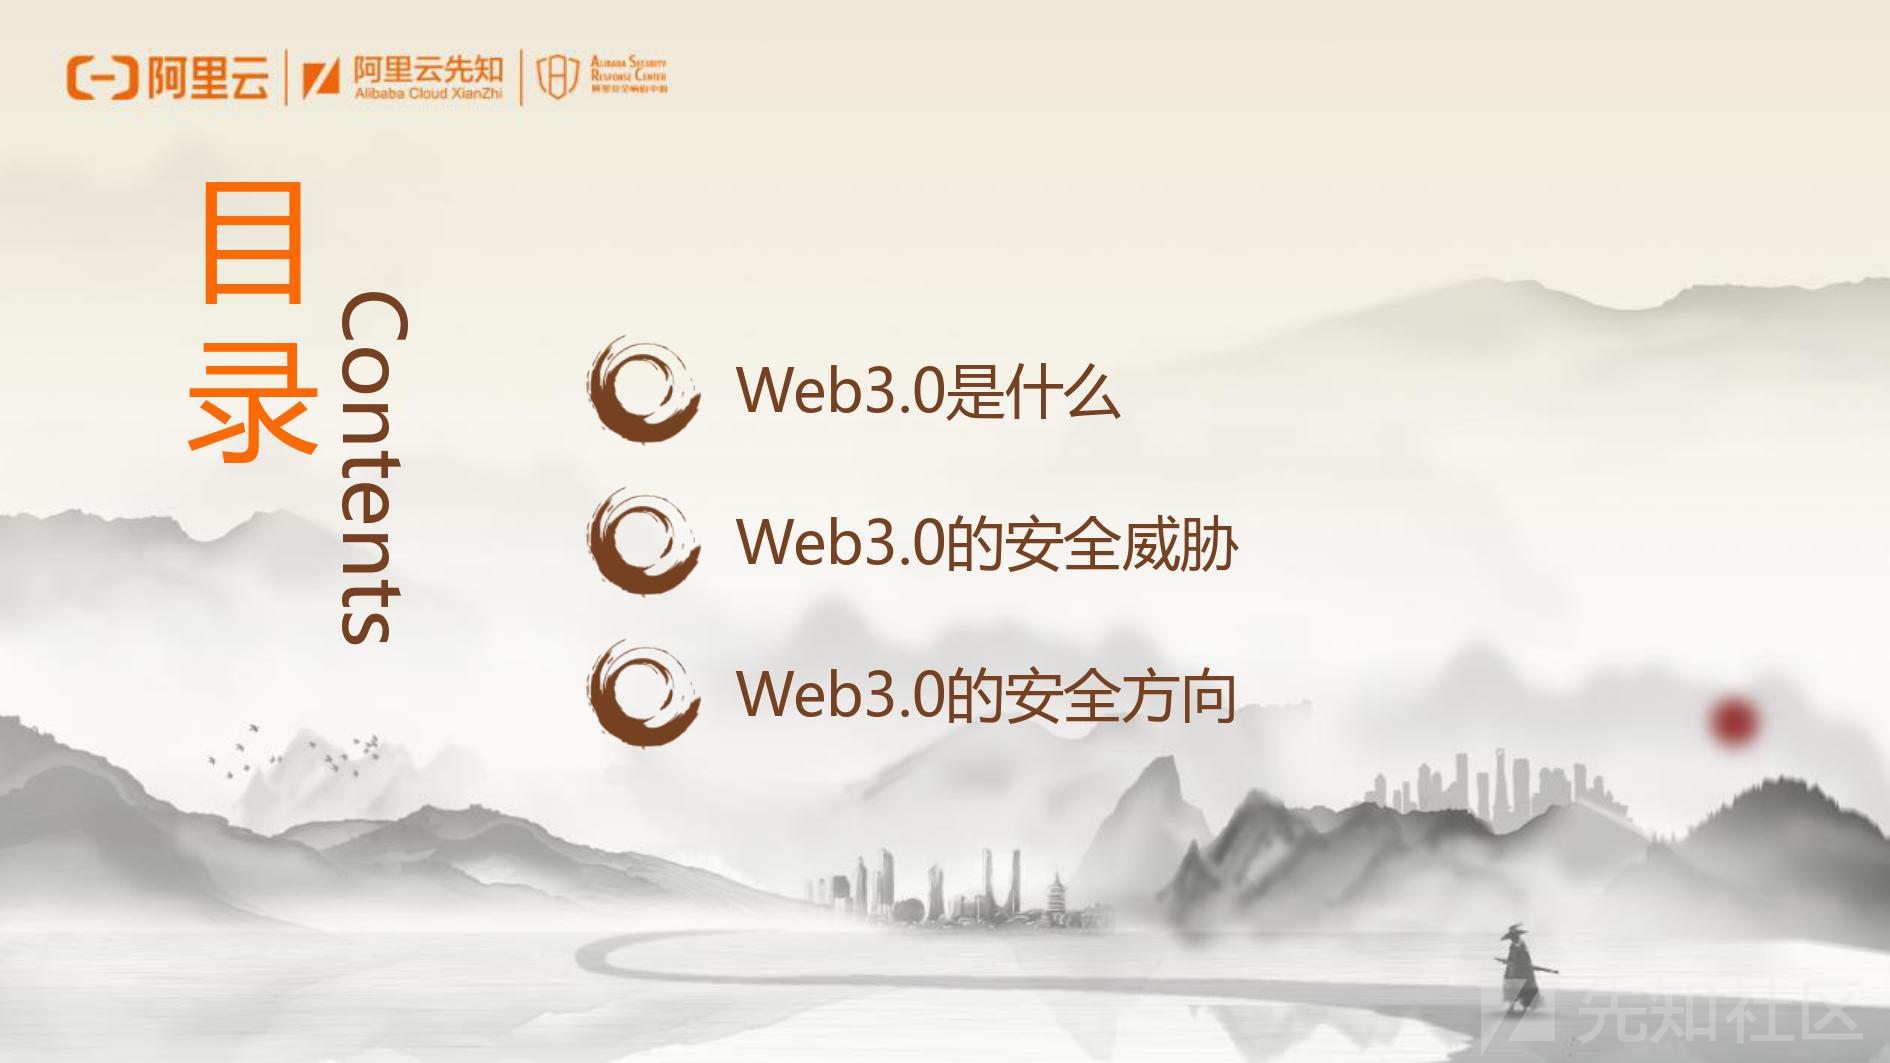 阿里云
阿里云先知
Alibaba Cloud XianZhi
ALIBABA SECURITY
RESPONSE CENTER
阿里安全响应中心
目录
Contents
Web3.0是什么
Web3.0的安全威胁
Web3.0的安全方向
先知社区